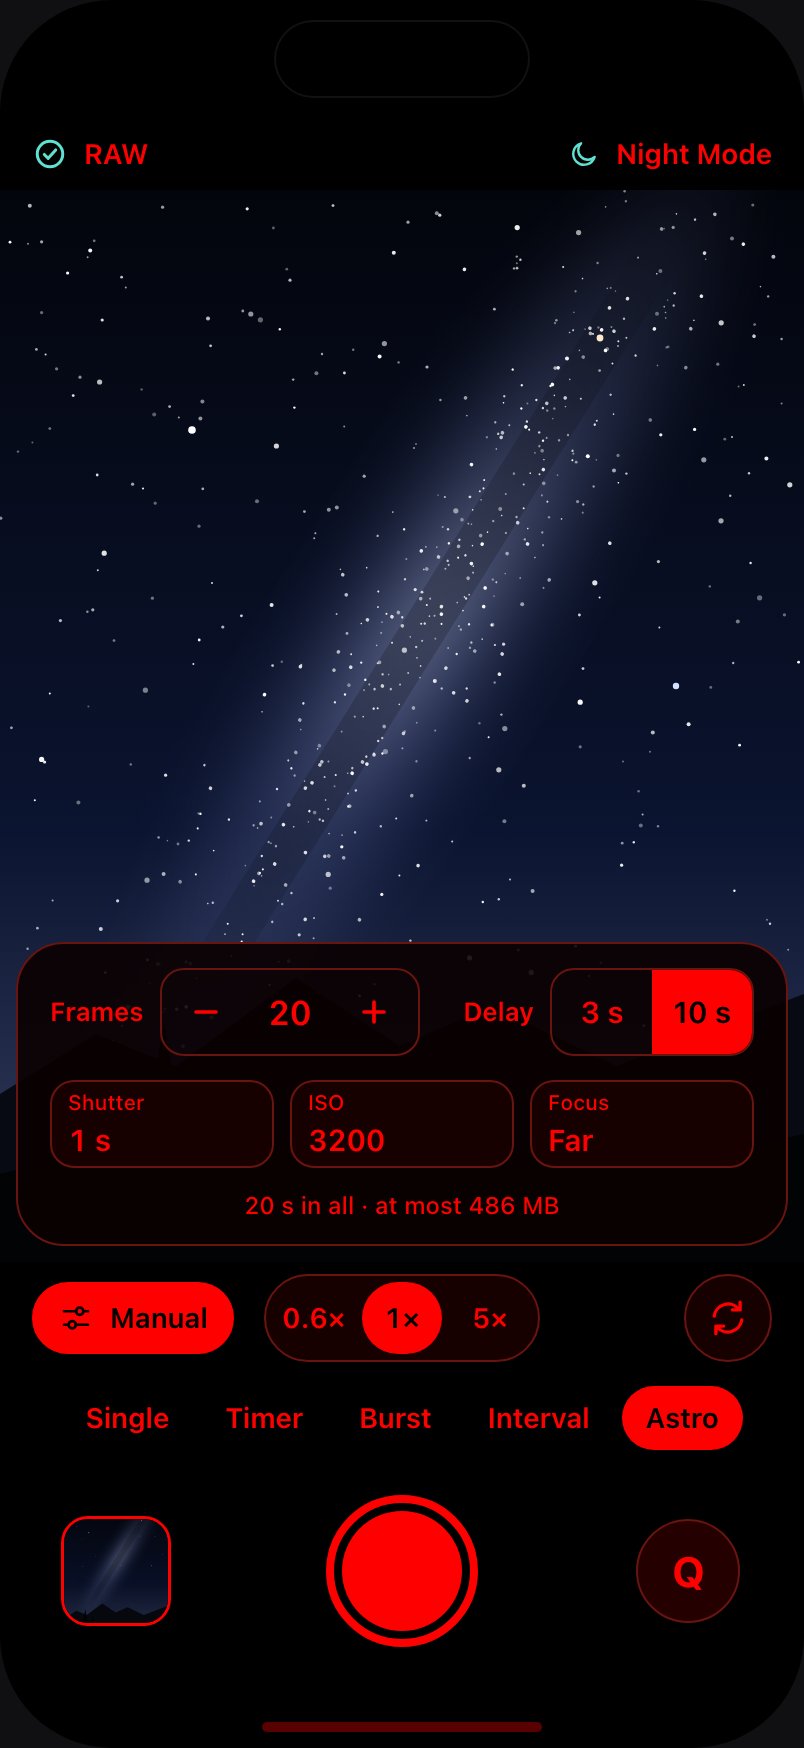 RAW
Night Mode
Frames
20
Delay
3 s
10 s
Shutter
1 s
ISO
3200
Focus
Far
20 s in all · at most 486 MB
Manual
0.6×
1×
5×
Single
Timer
Burst
Interval
Astro
Q